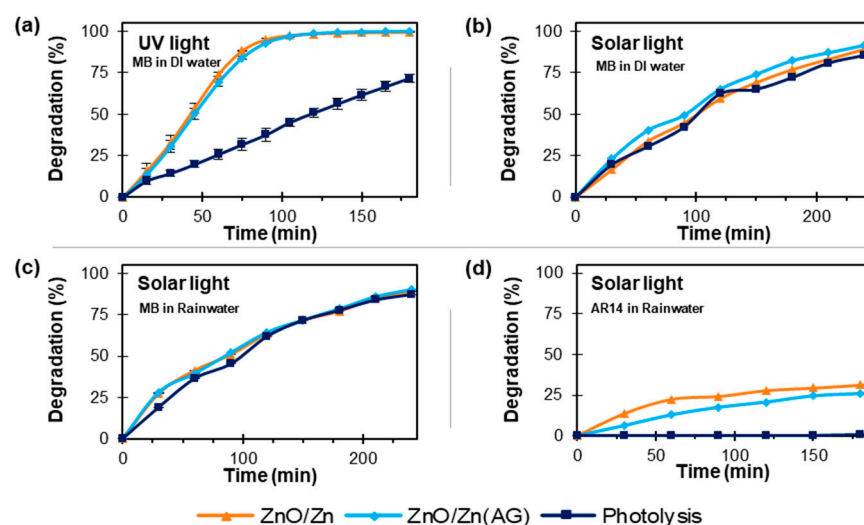 (a)
UV light
MB in DI water
Degradation (%)
100
75
50
25
0
0 50 100 150
Time (min)
(b)
Solar light
MB in DI water
Degradation (%)
100
75
50
25
0
0 100 200
Time (min)
(c)
Solar light
MB in Rainwater
Degradation (%)
100
75
50
25
0
0 100 200
Time (min)
(d)
Solar light
AR14 in Rainwater
Degradation (%)
100
75
50
25
0
0 50 100 150
Time (min)
ZnO/Zn ZnO/Zn(AG) Photolysis